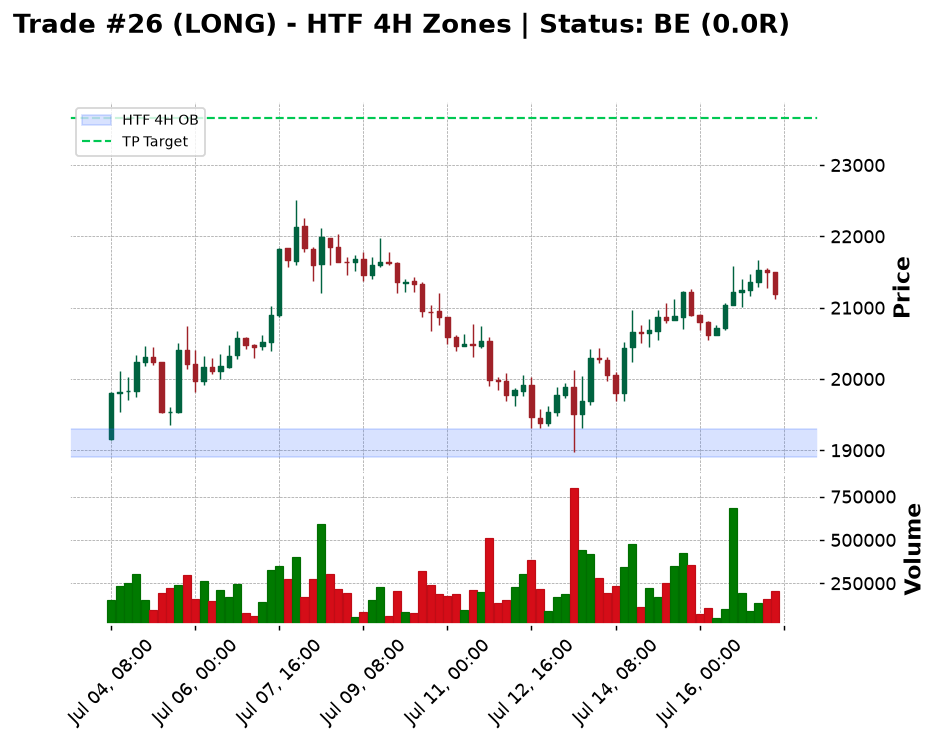 Trade #26 (LONG) - HTF 4H Zones | Status: BE (0.0R)
HTF 4H OB
TP Target
23000
22000
21000
20000
19000
Price
750000
500000
250000
Volume
Jul 04, 08:00
Jul 06, 00:00
Jul 07, 16:00
Jul 09, 08:00
Jul 11, 00:00
Jul 12, 16:00
Jul 14, 08:00
Jul 16, 00:00